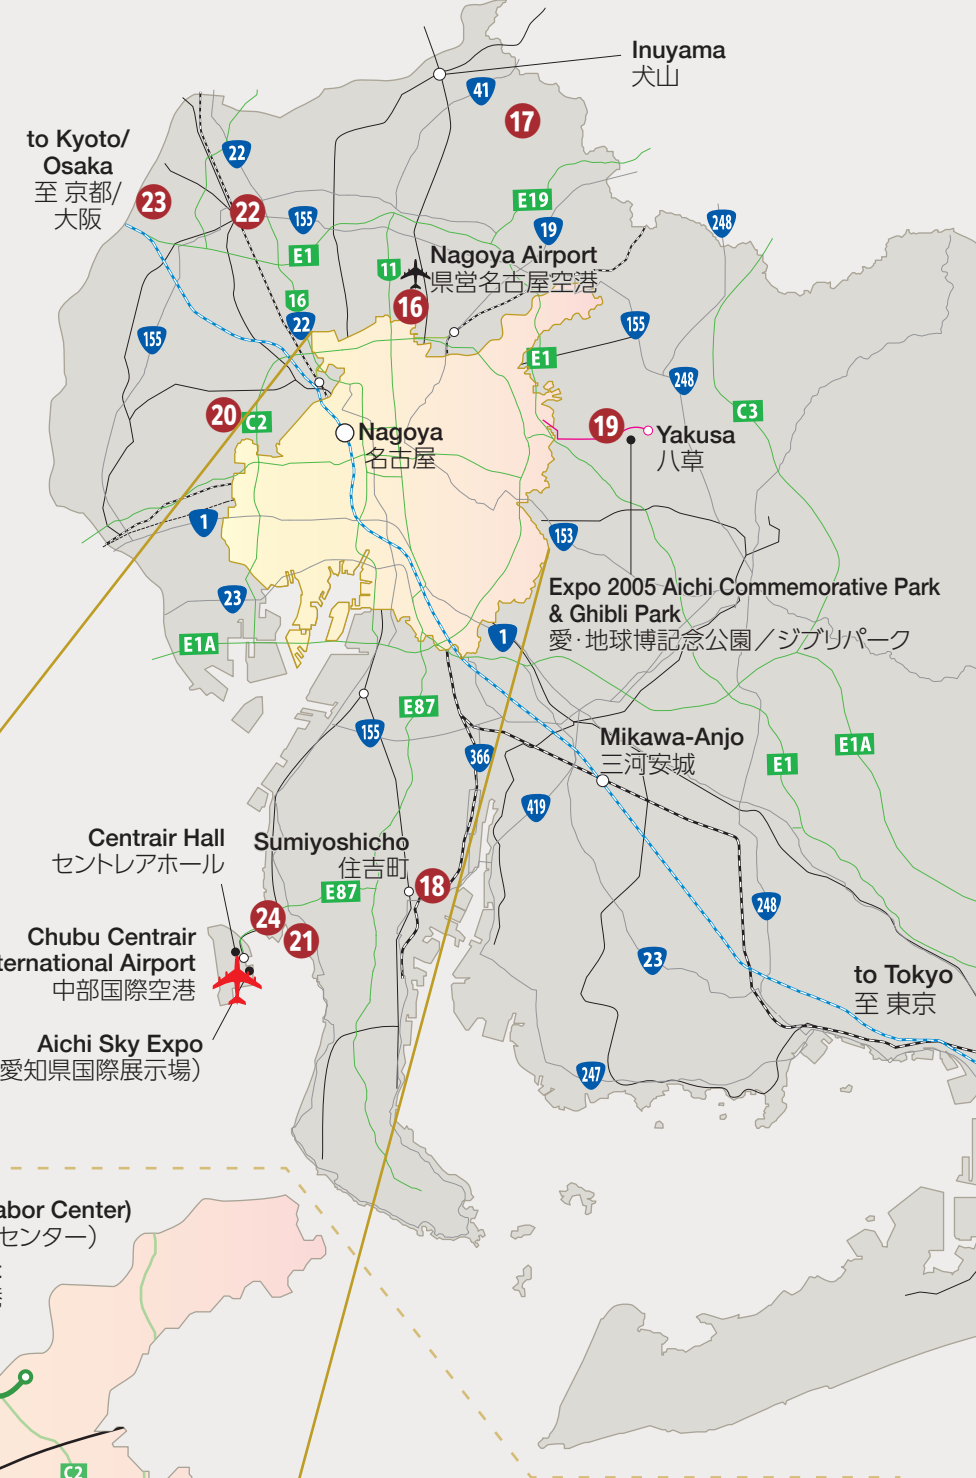 Inuyama
犬山
41
17
to Kyoto/
Osaka
至 京都/
大阪
22
23
22
155
E19
19
248
E1
Nagoya Airport
県営名古屋空港
11
16
16
22
155
155
E1
248
C3
20
C2
Nagoya
名古屋
19
Yakusa
八草
1
153
Expo 2005 Aichi Commemorative Park
& Ghibli Park
愛·地球博記念公園／ジブリパーク
23
1
E1A
E87
155
366
Mikawa-Anjo
三河安城
E1A
E1
419
Centrair Hall
セントレアホール
Sumiyoshicho
住吉町
18
E87
248
24
21
Chubu Centrair
ternational Airport
中部国際空港
23
to Tokyo
至 東京
Aichi Sky Expo
愛知県国際展示場）
247
abor Center)
センター）
C2